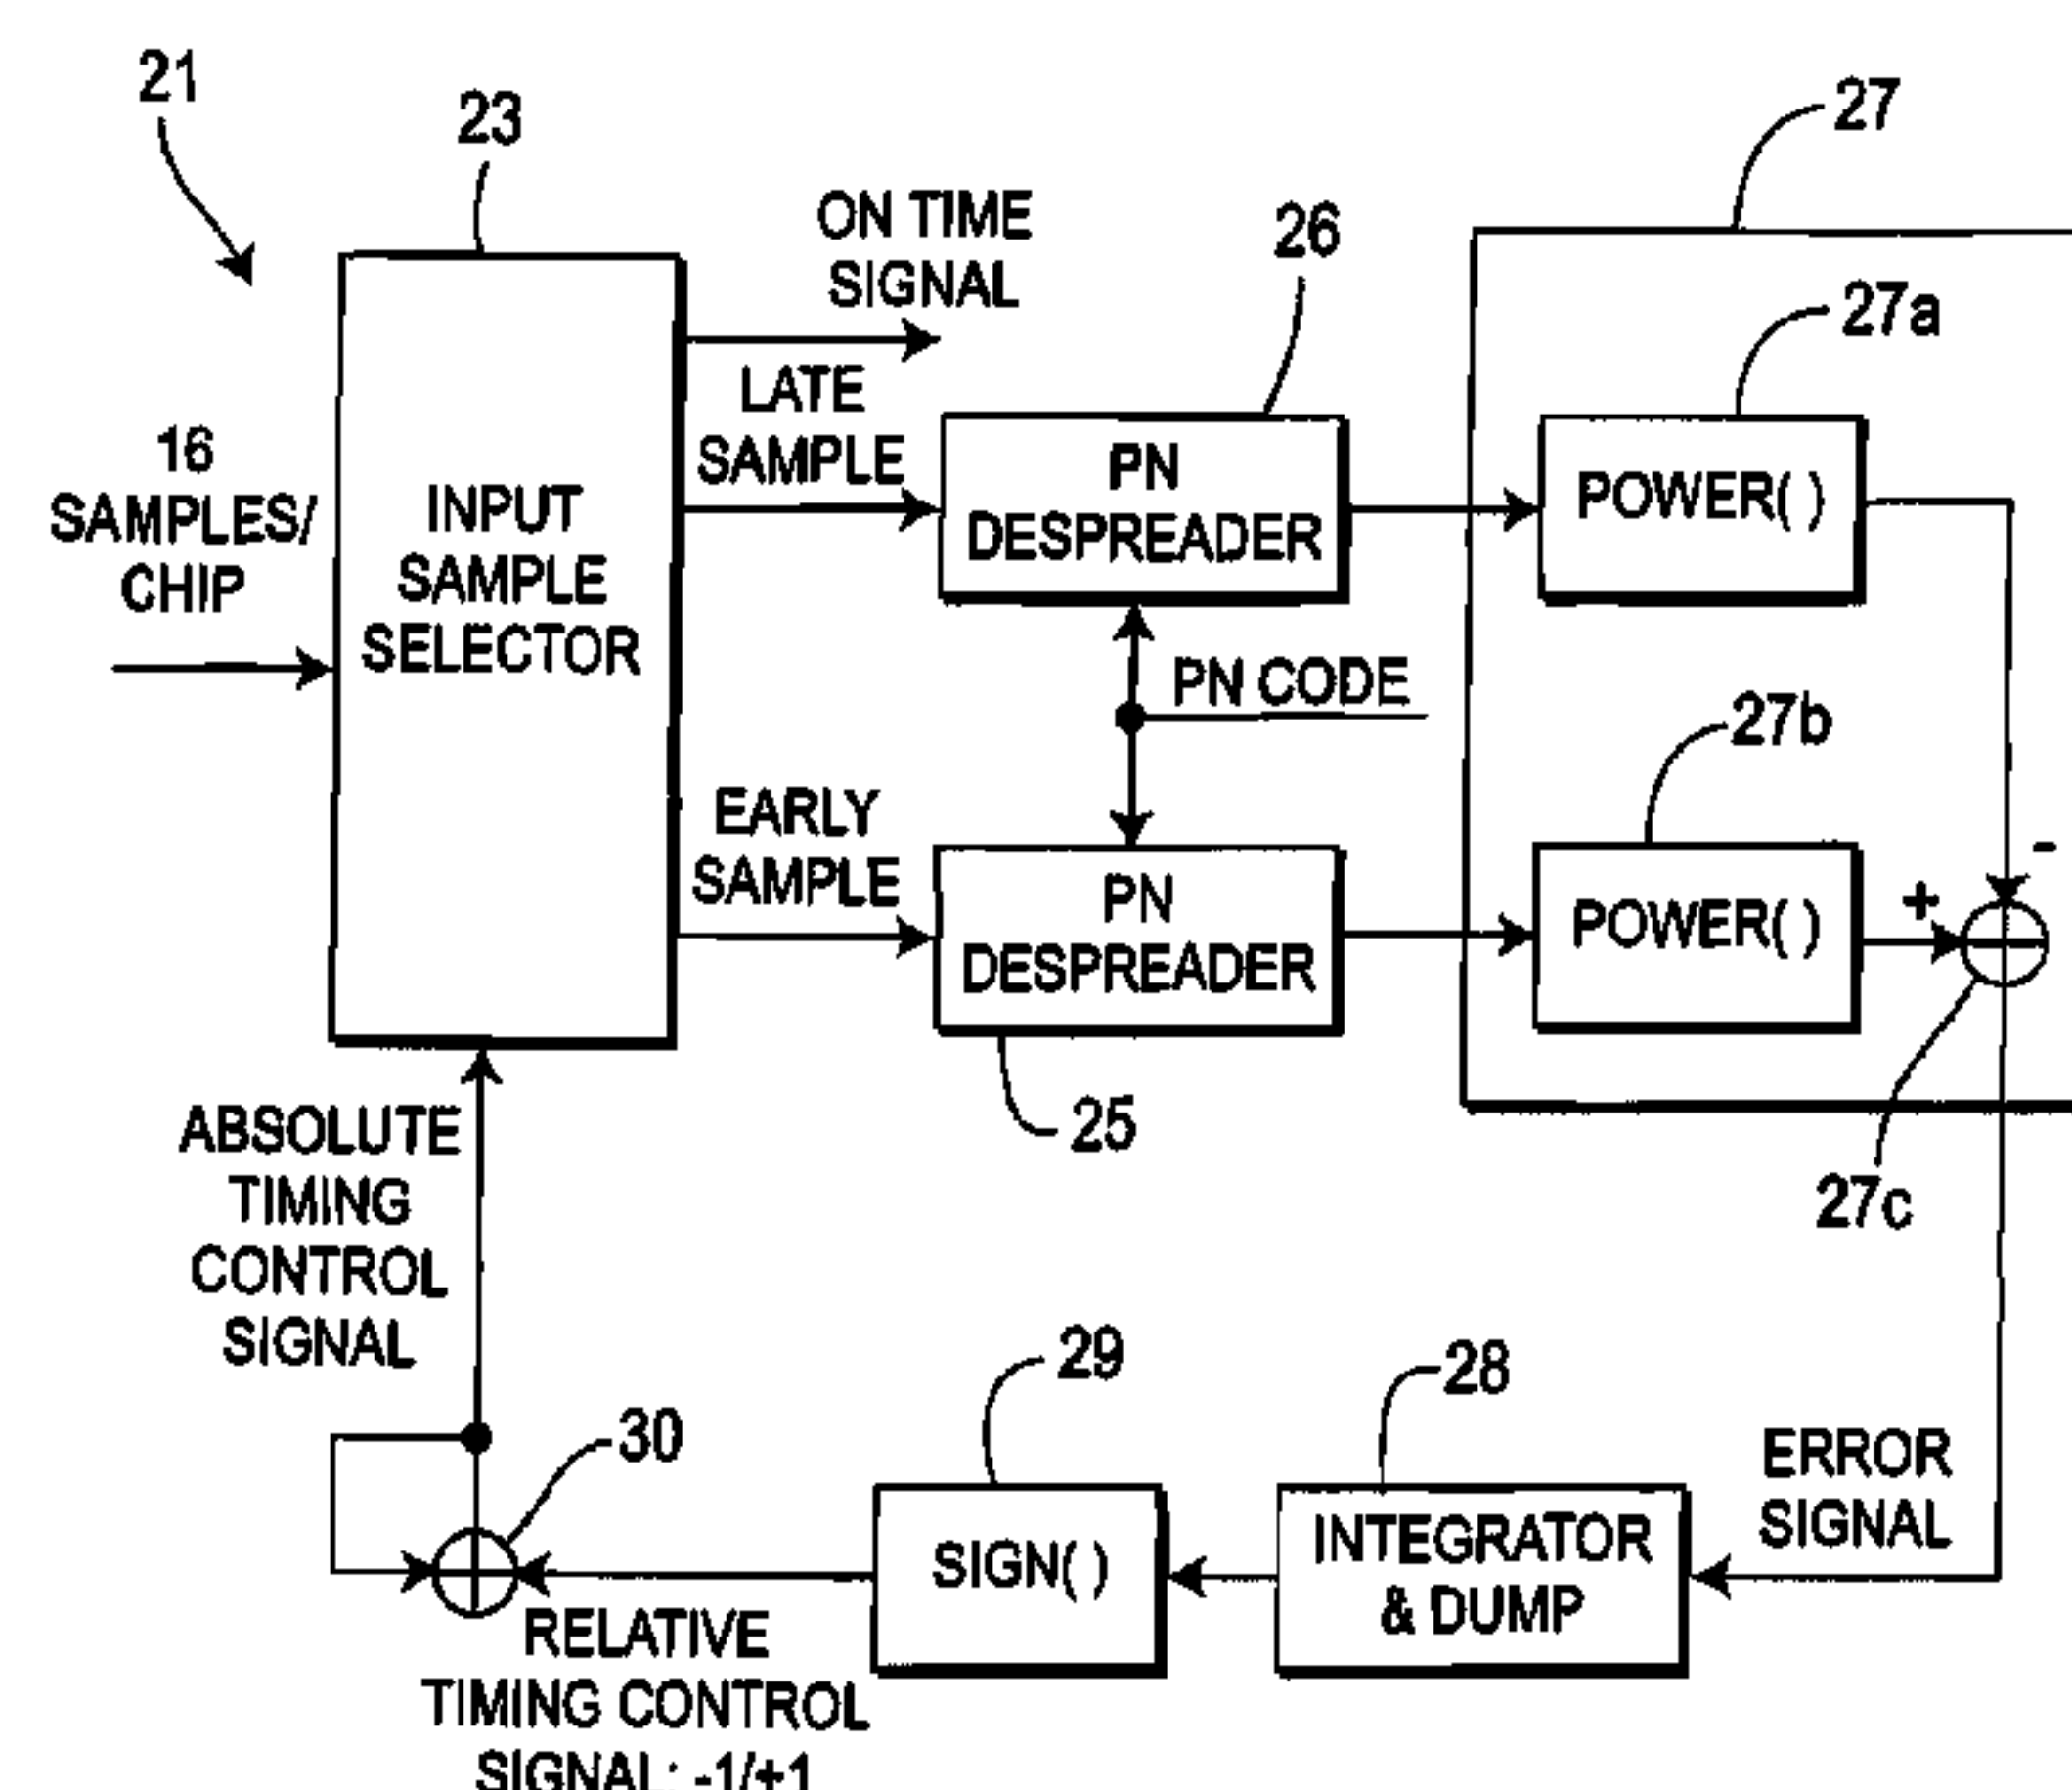 21
23
27
ON TIME
SIGNAL
26
27a
LATE
SAMPLE
16
SAMPLES/
CHIP
INPUT
SAMPLE
SELECTOR
PN
DESPREADER
POWER( )
PN CODE
27b
EARLY
SAMPLE
PN
DESPREADER
POWER( )
+
-
25
27c
ABSOLUTE
TIMING
CONTROL
SIGNAL
29
28
30
ERROR
SIGNAL
SIGN( )
INTEGRATOR
& DUMP
RELATIVE
TIMING CONTROL
SIGNAL: -1/+1